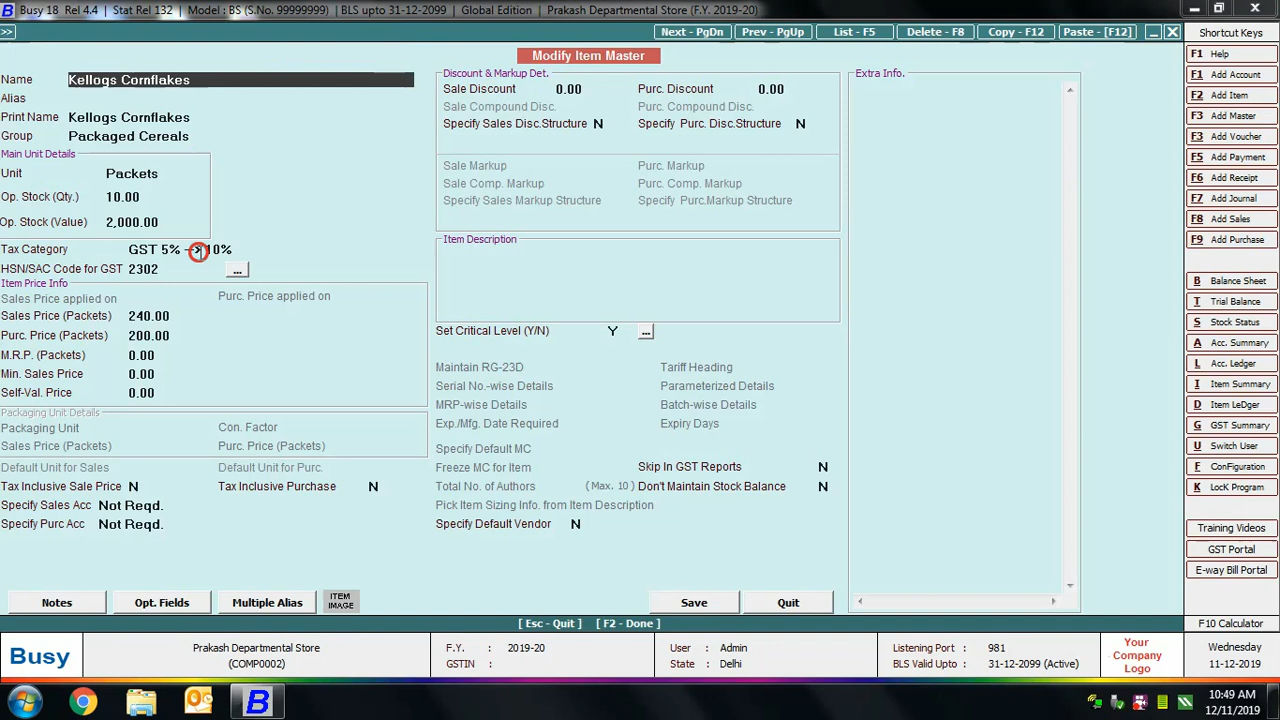 Busy 18 Rel 4.4 | Stat Rel 132 | Model : BS (S.No. 99999999) | BLS upto 31-12-2099 | Global Edition | Prakash Departmental Store (F.Y. 2019-20)
>> Next - PgDn Prev - PgUp List - F5 Delete - F8 Copy - F12 Paste - [F12]
Modify Item Master
Name Kellogs Cornflakes
Alias
Print Name Kellogs Cornflakes
Group Packaged Cereals
Main Unit Details
Unit Packets
Op. Stock (Qty.) 10.00
Op. Stock (Value) 2,000.00
Tax Category GST 5% --> 10%
HSN/SAC Code for GST 2302 ...
Item Price Info
Sales Price applied on Purc. Price applied on
Sales Price (Packets) 240.00
Purc. Price (Packets) 200.00
M.R.P. (Packets) 0.00
Min. Sales Price 0.00
Self-Val. Price 0.00
Packaging Unit Details
Packaging Unit Con. Factor
Sales Price (Packets) Purc. Price (Packets)
Default Unit for Sales Default Unit for Purc.
Tax Inclusive Sale Price N Tax Inclusive Purchase N
Specify Sales Acc Not Reqd.
Specify Purc Acc Not Reqd.
Notes Opt. Fields Multiple Alias ITEM IMAGE
Discount & Markup Det.
Sale Discount 0.00 Purc. Discount 0.00
Sale Compound Disc. Purc. Compound Disc.
Specify Sales Disc.Structure N Specify Purc. Disc.Structure N
Sale Markup Purc. Markup
Sale Comp. Markup Purc. Comp. Markup
Specify Sales Markup Structure Specify Purc.Markup Structure
Item Description
Set Critical Level (Y/N) Y ...
Maintain RG-23D Tariff Heading
Serial No.-wise Details Parameterized Details
MRP-wise Details Batch-wise Details
Exp./Mfg. Date Required Expiry Days
Specify Default MC
Freeze MC for Item Skip In GST Reports N
Total No. of Authors ( Max. 10 ) Don't Maintain Stock Balance N
Pick Item Sizing Info. from Item Description
Specify Default Vendor N
Save Quit
Extra Info.
[ Esc - Quit ] [ F2 - Done ]
Shortcut Keys
F1 Help
F1 Add Account
F2 Add Item
F3 Add Master
F3 Add Voucher
F5 Add Payment
F6 Add Receipt
F7 Add Journal
F8 Add Sales
F9 Add Purchase
B Balance Sheet
T Trial Balance
S Stock Status
A Acc. Summary
L Acc. Ledger
I Item Summary
D Item LeDger
G GST Summary
U Switch User
F ConFiguration
K LocK Program
Training Videos
GST Portal
E-way Bill Portal
F10 Calculator
Busy
Prakash Departmental Store
(COMP0002)
F.Y. : 2019-20
GSTIN :
User : Admin
State : Delhi
Listening Port : 981
BLS Valid Upto : 31-12-2099 (Active)
Your
Company
Logo
Wednesday
11-12-2019
10:49 AM
12/11/2019